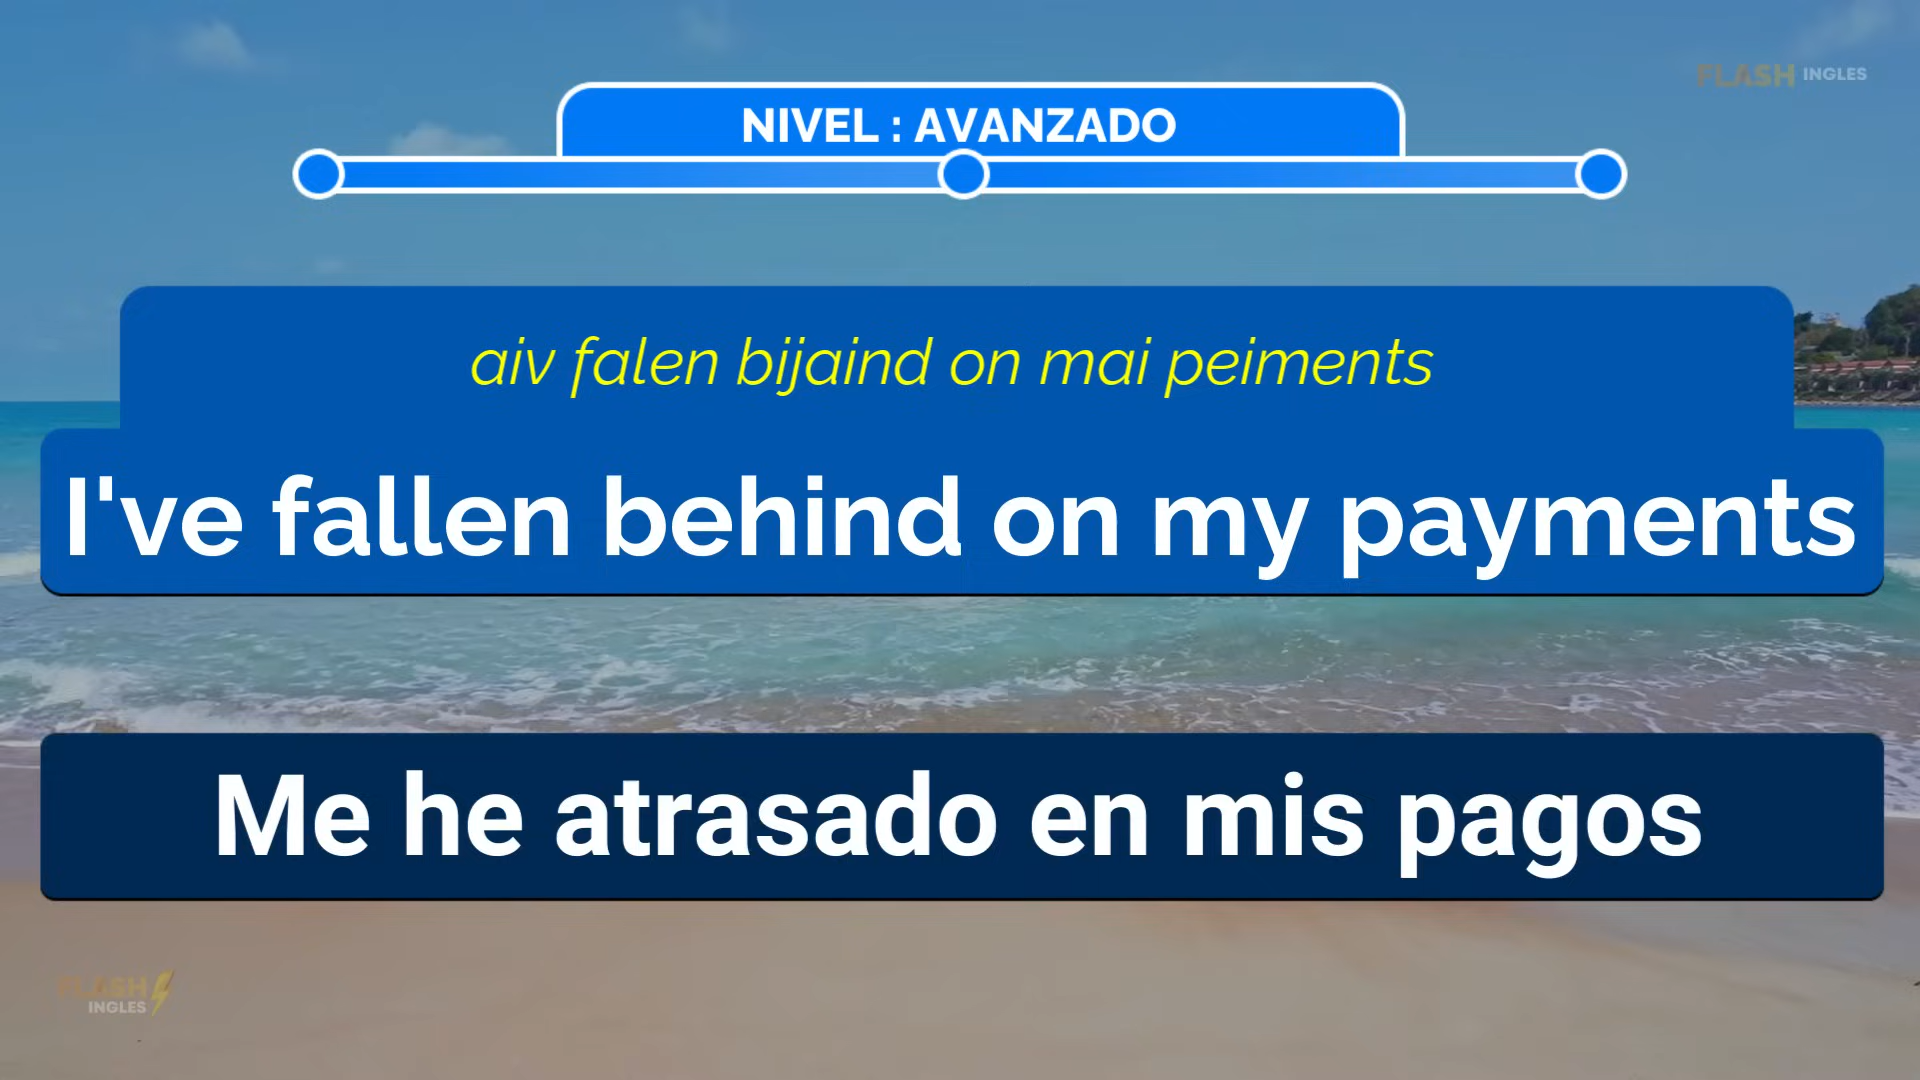 FLASH INGLES
NIVEL : AVANZADO
aiv falen bijaind on mai peiments
I've fallen behind on my payments
Me he atrasado en mis pagos
FLASH
INGLES